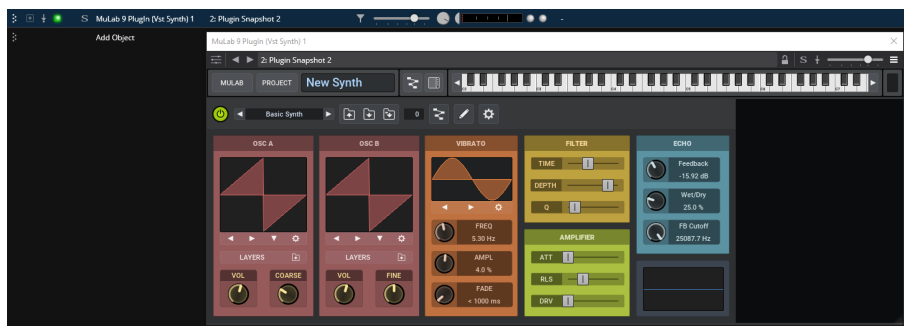 S MuLab 9 PlugIn (Vst Synth) 1 2: Plugin Snapshot 2 -
Add Object
MuLab 9 PlugIn (Vst Synth) 1
2: Plugin Snapshot 2 S
MULAB PROJECT New Synth
Basic Synth 0
OSC A OSC B VIBRATO FILTER ECHO
TIME Feedback
-15.92 dB
DEPTH
Wet/Dry
Q 25.0 %
FREQ FB Cutoff
5.30 Hz AMPLIFIER 25087.7 Hz
LAYERS LAYERS AMPL ATT
4.0 %
VOL COARSE VOL FINE RLS
FADE
< 1000 ms DRV